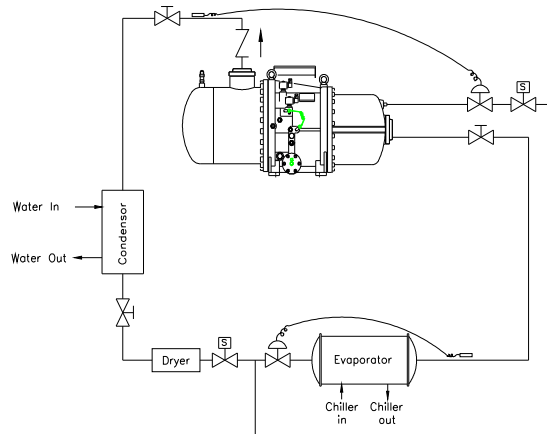 S
Water In
Condensor
Water Out
S
Dryer
Evaporator
Chiller
in
Chiller
out